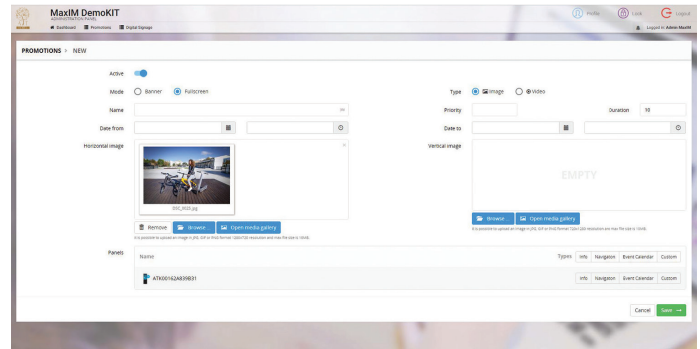 MaxIM DemoKIT
ADMINISTRATION PANEL
Profile
Lock
Logout
Dashboard Promotions Digital Signage
Logged in Admin MaxIM
PROMOTIONS > NEW
Active
Mode Banner Fullscreen
Type Image Video
Name
Priority
Duration 10
Date from
Date to
Horizontal image
Vertical image
EMPTY
DSC_0025.jpg
Remove Browse... Open media gallery
Browse... Open media gallery
Panels
Name Types Info Navigation Event Calendar Custom
ATK00162A839B31 Info Navigation Event Calendar Custom
Cancel Save